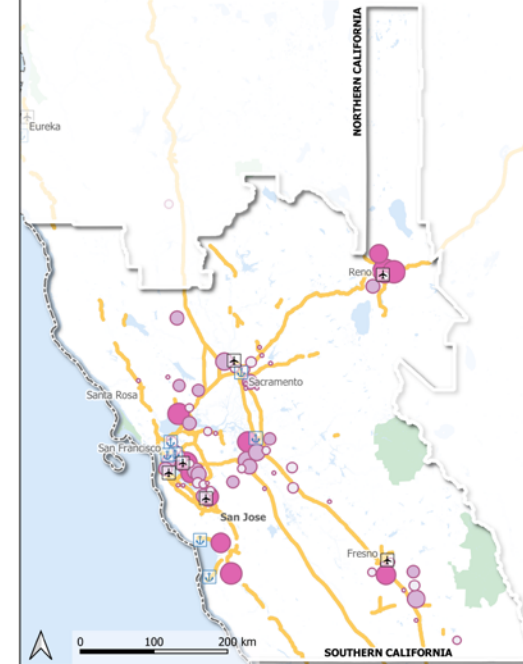 NORTHERN CALIFORNIA
Eureka
Reno
Sacramento
Santa Rosa
San Francisco
San Jose
Fresno
0 100 200 km
SOUTHERN CALIFORNIA